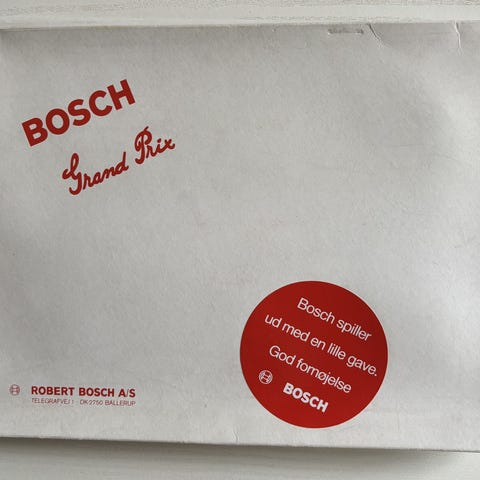 BOSCH
Grand Prix
Bosch spiller
ud med en lille gave.
God fornøjelse
BOSCH
ROBERT BOSCH A/S
TELEGRAFVEJ 1 DK-2750 BALLERUP